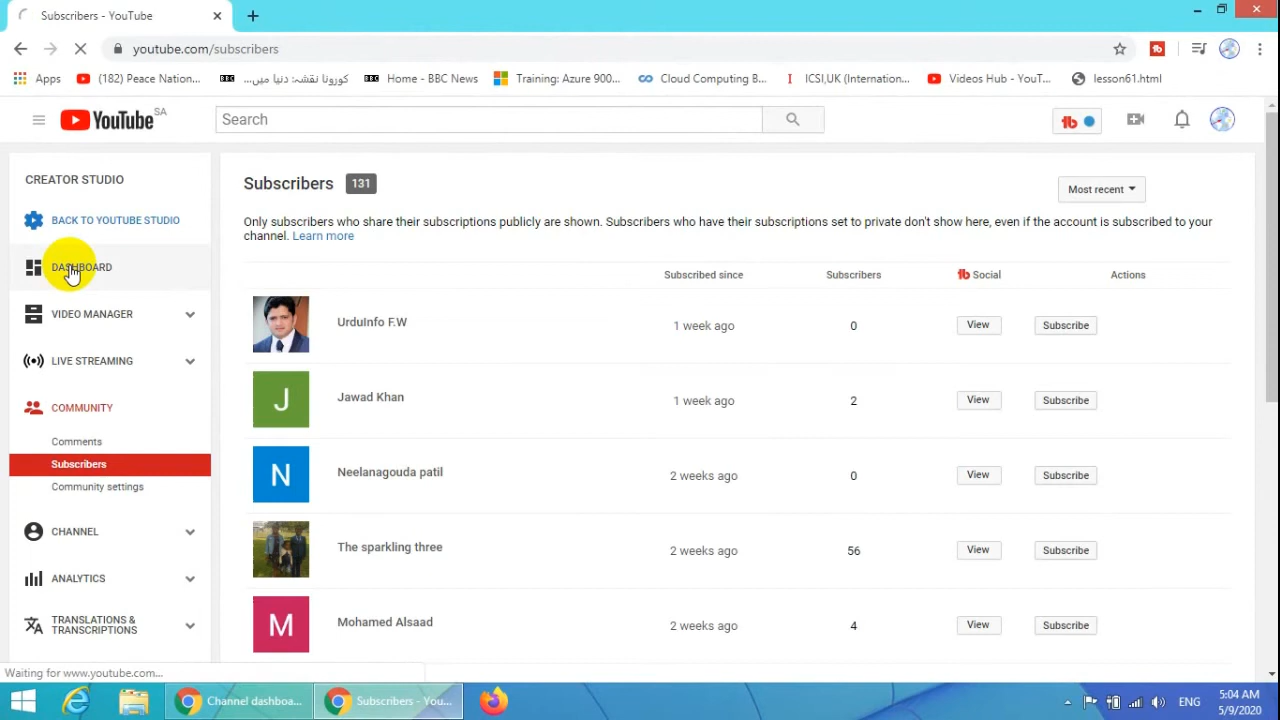 Subscribers - YouTube
youtube.com/subscribers
Apps
(182) Peace Nation...
BBC
کورونا نقشہ: دنیا میں...
BBC
Home - BBC News
Training: Azure 900...
Cloud Computing B...
ICSI,UK (Internation...
Videos Hub - YouT...
lesson61.html
YouTube SA
Search
tb
CREATOR STUDIO
BACK TO YOUTUBE STUDIO
DASHBOARD
VIDEO MANAGER
LIVE STREAMING
COMMUNITY
Comments
Subscribers
Community settings
CHANNEL
ANALYTICS
TRANSLATIONS &
TRANSCRIPTIONS
Subscribers 131
Most recent
Only subscribers who share their subscriptions publicly are shown. Subscribers who have their subscriptions set to private don't show here, even if the account is subscribed to your
channel. Learn more
Subscribed since Subscribers tb Social Actions
UrduInfo F.W 1 week ago 0 View Subscribe
J Jawad Khan 1 week ago 2 View Subscribe
N Neelanagouda patil 2 weeks ago 0 View Subscribe
The sparkling three 2 weeks ago 56 View Subscribe
M Mohamed Alsaad 2 weeks ago 4 View Subscribe
Waiting for www.youtube.com...
Channel dashboa...
Subscribers - You...
ENG
5:04 AM
5/9/2020